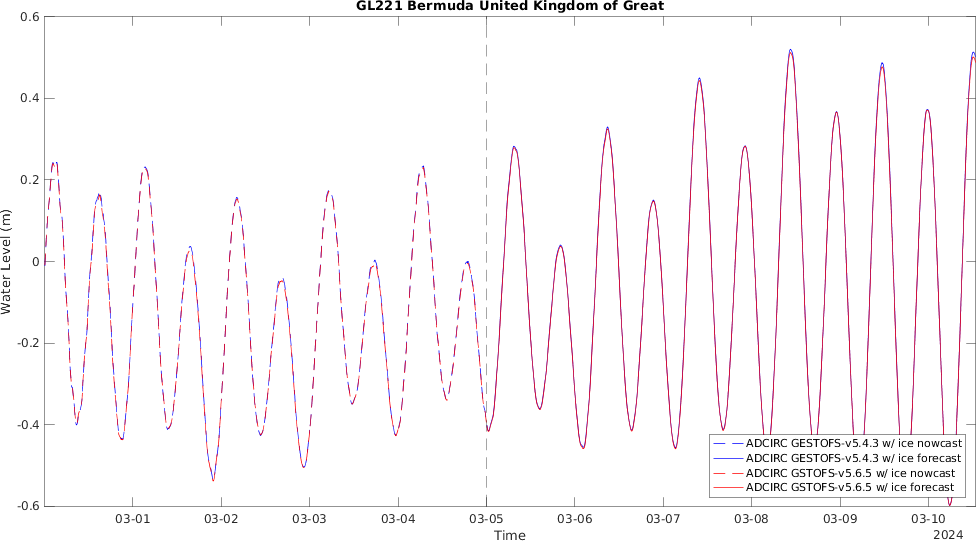 GL221 Bermuda United Kingdom of Great
0.6
0.4
0.2
0
-0.2
-0.4
-0.6
Water Level (m)
ADCIRC GESTOFS-v5.4.3 w/ ice nowcast
ADCIRC GESTOFS-v5.4.3 w/ ice forecast
ADCIRC GSTOFS-v5.6.5 w/ ice nowcast
ADCIRC GSTOFS-v5.6.5 w/ ice forecast
03-01 03-02 03-03 03-04 03-05 03-06 03-07 03-08 03-09 03-10
Time
2024